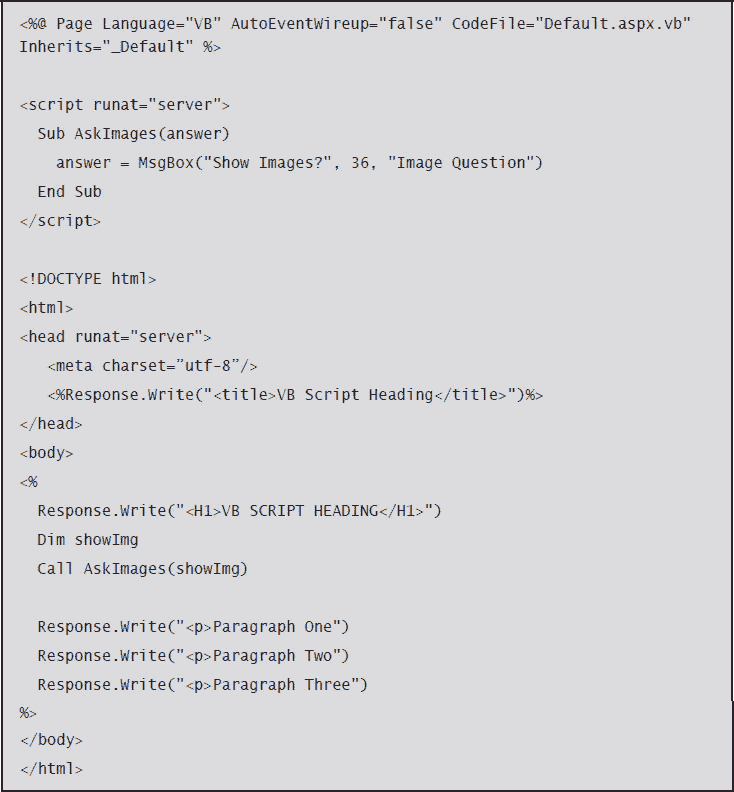 <%@ Page Language="VB" AutoEventWireup="false" CodeFile="Default.aspx.vb"
Inherits="_Default" %>
<script runat="server">
Sub AskImages(answer)
answer = MsgBox("Show Images?", 36, "Image Question")
End Sub
</script>
<!DOCTYPE html>
<html>
<head runat="server">
<meta charset=”utf-8”/>
<%Response.Write("<title>VB Script Heading</title>")%>
</head>
<body>
<%
Response.Write("<H1>VB SCRIPT HEADING</H1>")
Dim showImg
Call AskImages(showImg)
Response.Write("<p>Paragraph One")
Response.Write("<p>Paragraph Two")
Response.Write("<p>Paragraph Three")
%>
</body>
</html>